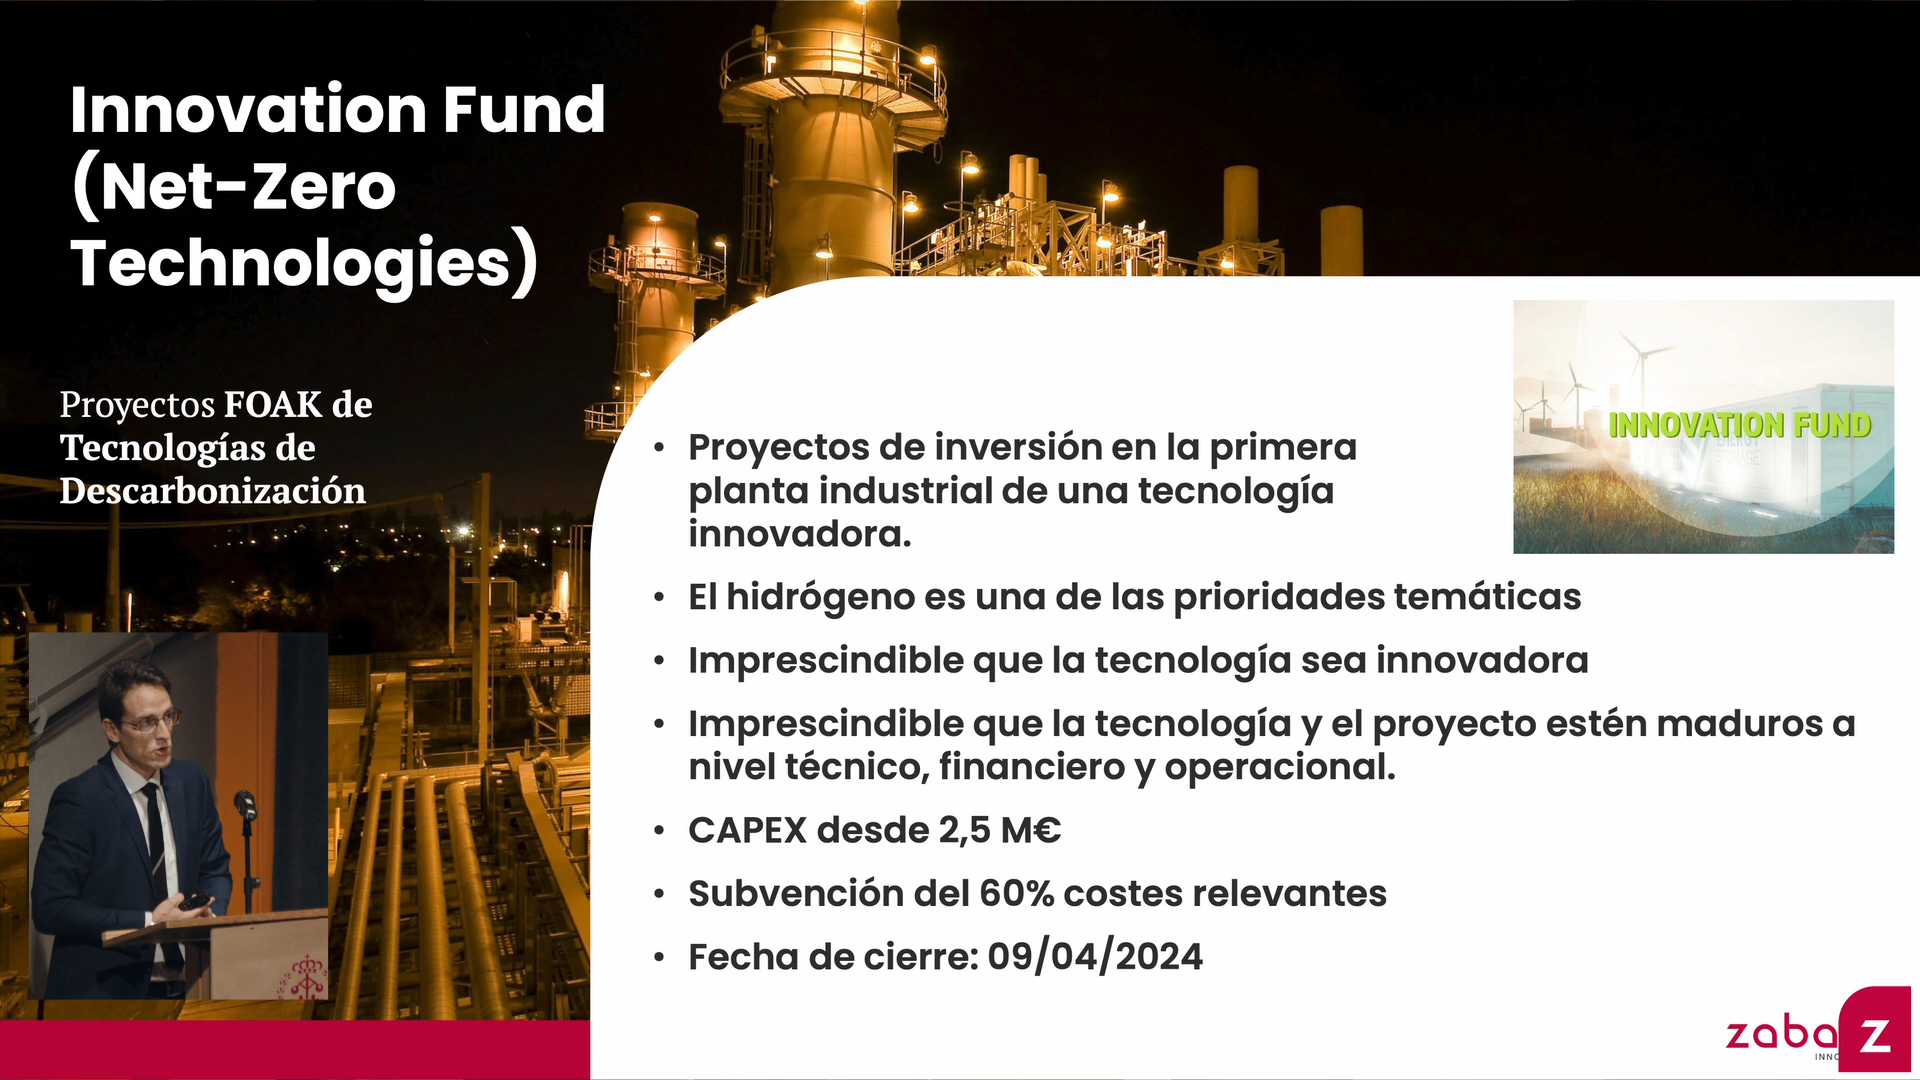 Innovation Fund
(Net-Zero
Technologies)
Proyectos FOAK de
Tecnologías de
Descarbonización
INNOVATION FUND
• Proyectos de inversión en la primera
planta industrial de una tecnología
innovadora.
• El hidrógeno es una de las prioridades temáticas
• Imprescindible que la tecnología sea innovadora
• Imprescindible que la tecnología y el proyecto estén maduros a
nivel técnico, financiero y operacional.
• CAPEX desde 2,5 M€
• Subvención del 60% costes relevantes
• Fecha de cierre: 09/04/2024
zaba Z
INNO